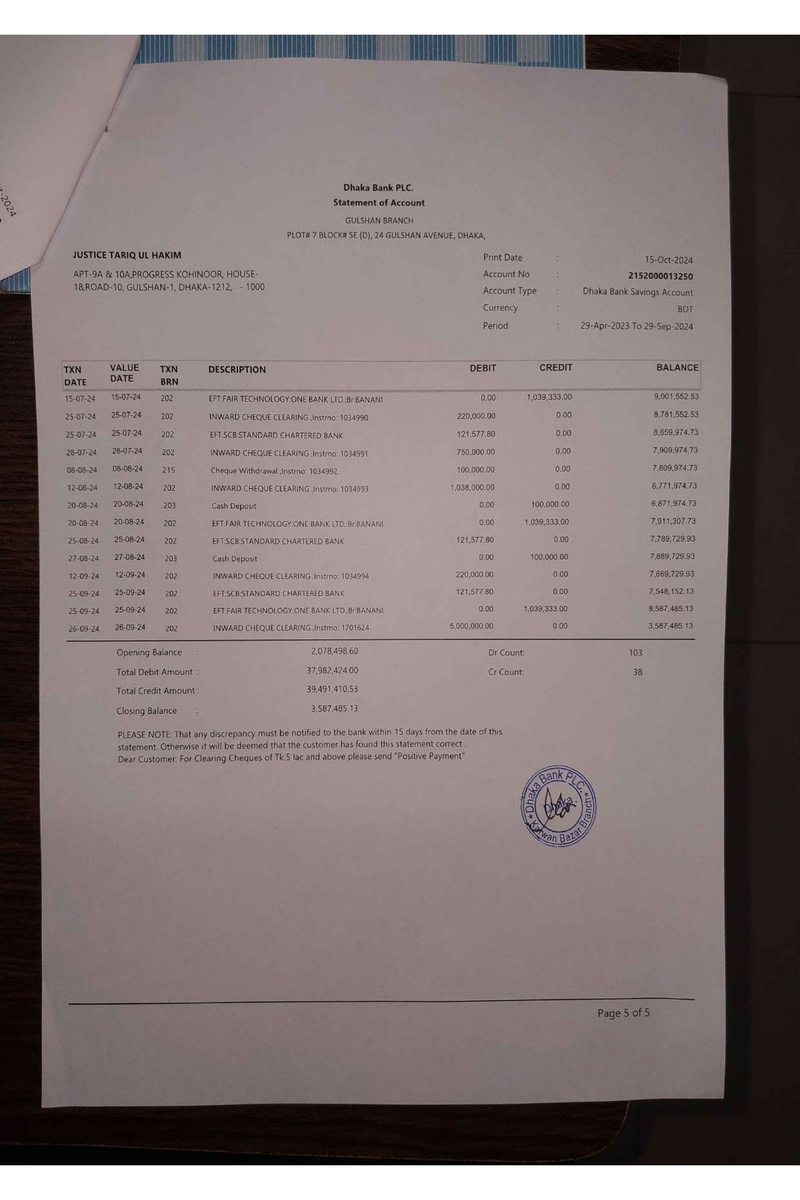 -2024
Dhaka Bank PLC.
Statement of Account
GULSHAN BRANCH
PLOT# 7 BLOCK# SE (D), 24 GULSHAN AVENUE, DHAKA,
JUSTICE TARIQ UL HAKIM
APT-9A & 10A,PROGRESS KOHINOOR, HOUSE-
18,ROAD-10, GULSHAN-1, DHAKA-1212, - 1000
Print Date : 15-Oct-2024
Account No : 2152000013250
Account Type : Dhaka Bank Savings Account
Currency : BDT
Period : 29-Apr-2023 To 29-Sep-2024
TXN DATE VALUE DATE TXN BRN DESCRIPTION DEBIT CREDIT BALANCE
15-07-24 15-07-24 202 EFT:FAIR TECHNOLOGY:ONE BANK LTD.:Br:BANANI 0.00 1,039,333.00 9,001,552.53
25-07-24 25-07-24 202 INWARD CHEQUE CLEARING ,Instrno: 1034990 220,000.00 0.00 8,781,552.53
25-07-24 25-07-24 202 EFT:SCB:STANDARD CHARTERED BANK 121,577.80 0.00 8,659,974.73
28-07-24 28-07-24 202 INWARD CHEQUE CLEARING ,Instrno: 1034991 750,000.00 0.00 7,909,974.73
08-08-24 08-08-24 215 Cheque Withdrawal ,Instrno: 1034992 100,000.00 0.00 7,809,974.73
12-08-24 12-08-24 202 INWARD CHEQUE CLEARING ,Instrno: 1034993 1,038,000.00 0.00 6,771,974.73
20-08-24 20-08-24 203 Cash Deposit 0.00 100,000.00 6,871,974.73
20-08-24 20-08-24 202 EFT:FAIR TECHNOLOGY:ONE BANK LTD.:Br:BANANI 0.00 1,039,333.00 7,911,307.73
25-08-24 25-08-24 202 EFT:SCB:STANDARD CHARTERED BANK 121,577.80 0.00 7,789,729.93
27-08-24 27-08-24 203 Cash Deposit 0.00 100,000.00 7,889,729.93
12-09-24 12-09-24 202 INWARD CHEQUE CLEARING ,Instrno: 1034994 220,000.00 0.00 7,669,729.93
25-09-24 25-09-24 202 EFT:SCB:STANDARD CHARTERED BANK 121,577.80 0.00 7,548,152.13
25-09-24 25-09-24 202 EFT:FAIR TECHNOLOGY:ONE BANK LTD.:Br:BANANI 0.00 1,039,333.00 8,587,485.13
26-09-24 26-09-24 202 INWARD CHEQUE CLEARING ,Instrno: 1701624 5,000,000.00 0.00 3,587,485.13
Opening Balance : 2,078,498.60 Dr Count: 103
Total Debit Amount : 37,982,424.00 Cr Count: 38
Total Credit Amount : 39,491,410.53
Closing Balance : 3,587,485.13
PLEASE NOTE: That any discrepancy must be notified to the bank within 15 days from the date of this
statement. Otherwise it will be deemed that the customer has found this statement correct .
Dear Customer: For Clearing Cheques of Tk.5 lac and above please send "Positive Payment"
Dhaka Bank PLC.
Dhaka.
Karwan Bazar Branch
Page 5 of 5